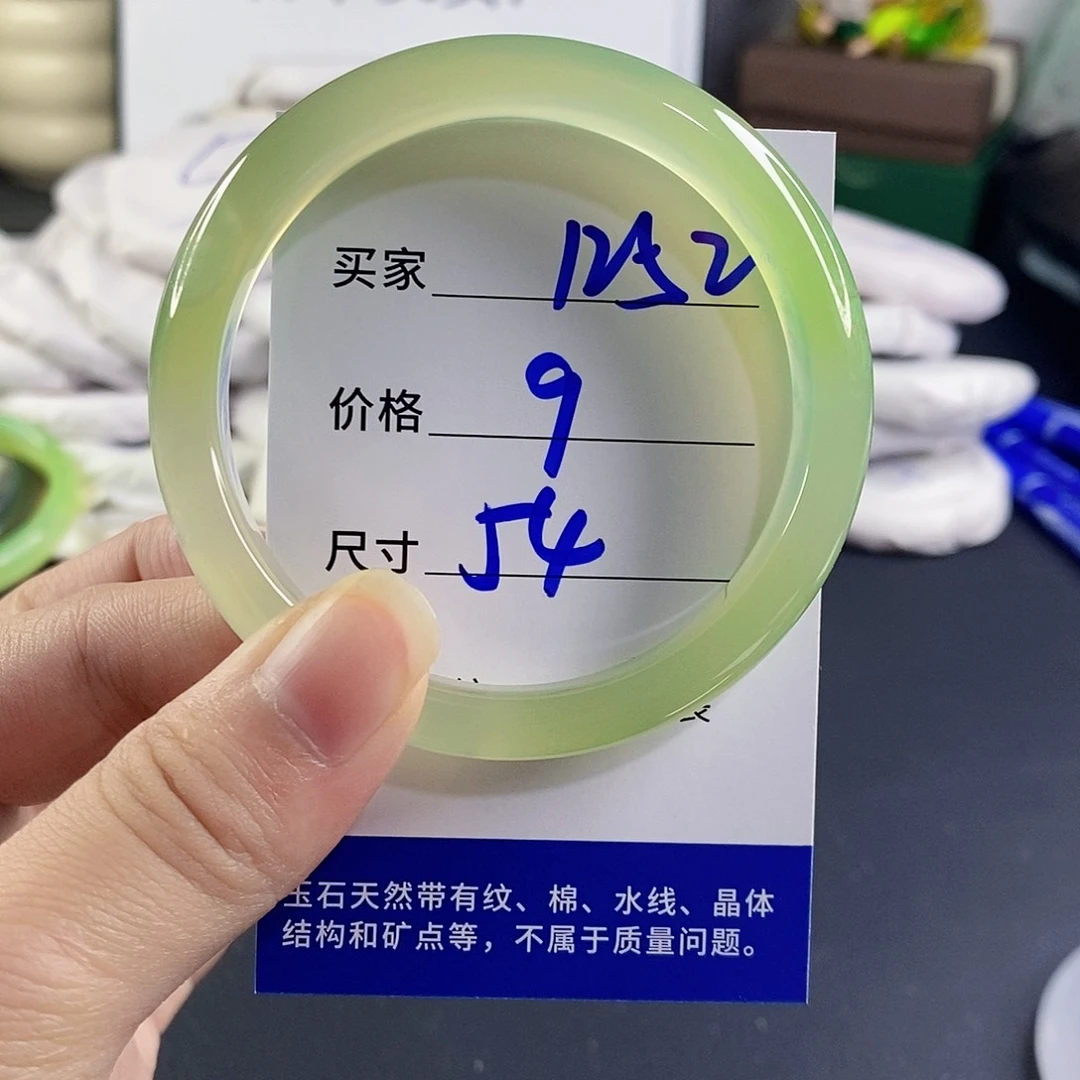 买家 1252
价格 9
尺寸 54
玉石天然带有纹、棉、水线、晶体
结构和矿点等，不属于质量问题。